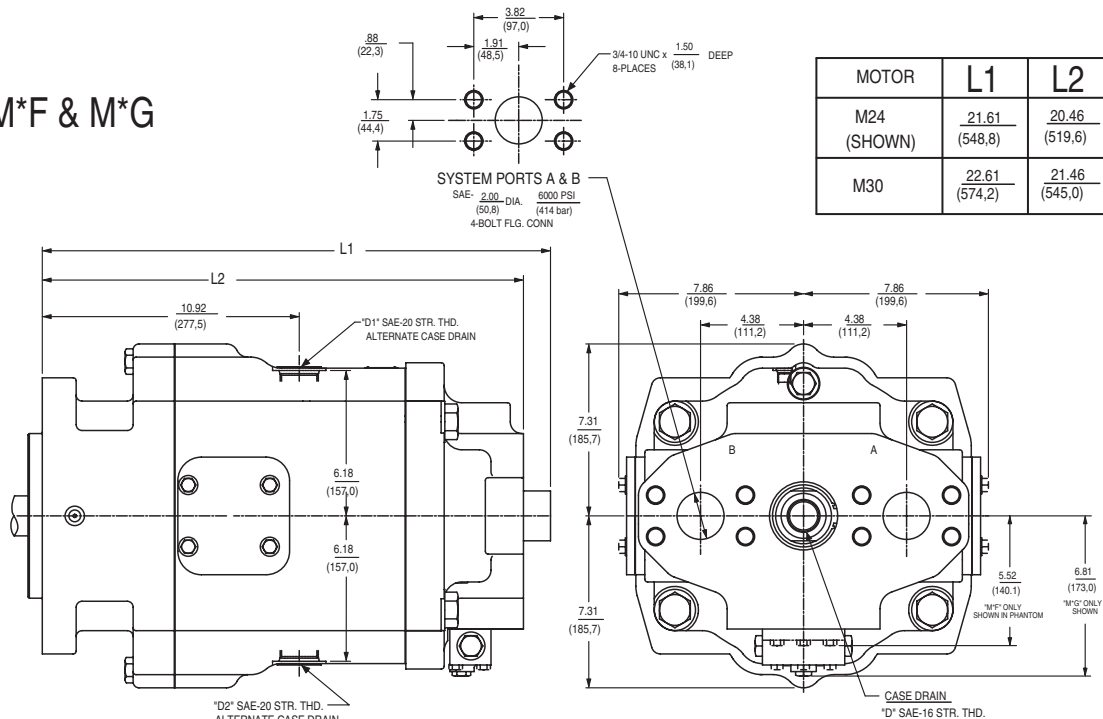 M*F & M*G
3.82
(97,0)
.88
(22,3)
1.91
(48,5)
3/4-10 UNC x 1.50 DEEP
(38,1)
8-PLACES
1.75
(44,4)
SYSTEM PORTS A & B
SAE- 2.00 DIA. 6000 PSI
(50,8) (414 bar)
4-BOLT FLG. CONN
MOTOR L1 L2
M24 21.61 20.46
(SHOWN) (548,8) (519,6)
M30 22.61 21.46
(574,2) (545,0)
L1
L2
10.92
(277,5)
"D1" SAE-20 STR. THD.
ALTERNATE CASE DRAIN
6.18
(157,0)
6.18
(157,0)
"D2" SAE-20 STR. THD.
ALTERNATE CASE DRAIN
7.86 7.86
(199,6) (199,6)
4.38 4.38
(111,2) (111,2)
7.31
(185,7)
B A
7.31
(185,7)
5.52
(140.1)
"M*F" ONLY
SHOWN IN PHANTOM
6.81
(173,0)
"M*G" ONLY
SHOWN
CASE DRAIN
"D" SAE-16 STR. THD.